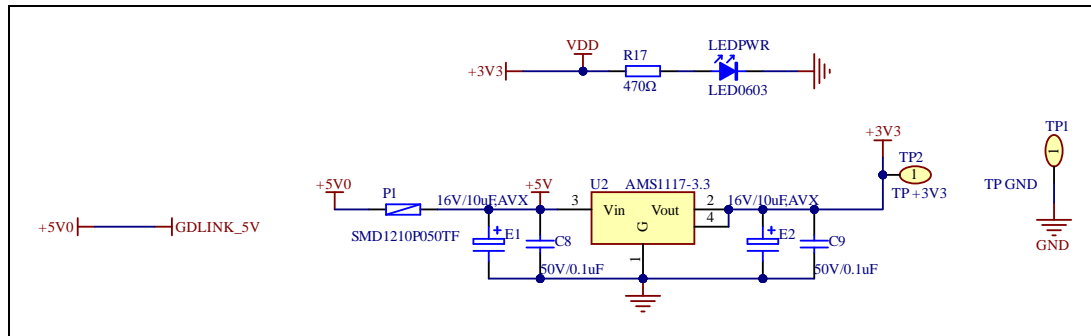 VDD
LEDPWR
R17
+3V3
470Ω
LED0603
+3V3
TP1
TP2
1
1
TP GND
TP +3V3
+5V0
P1
+5V
U2
AMS1117-3.3
16V/10uF,AVX
3
Vin
Vout
2
16V/10uF,AVX
4
G
+5V0
GDLINK_5V
SMD1210P050TF
+
E1
C8
1
+
E2
C9
50V/0.1uF
50V/0.1uF
GND